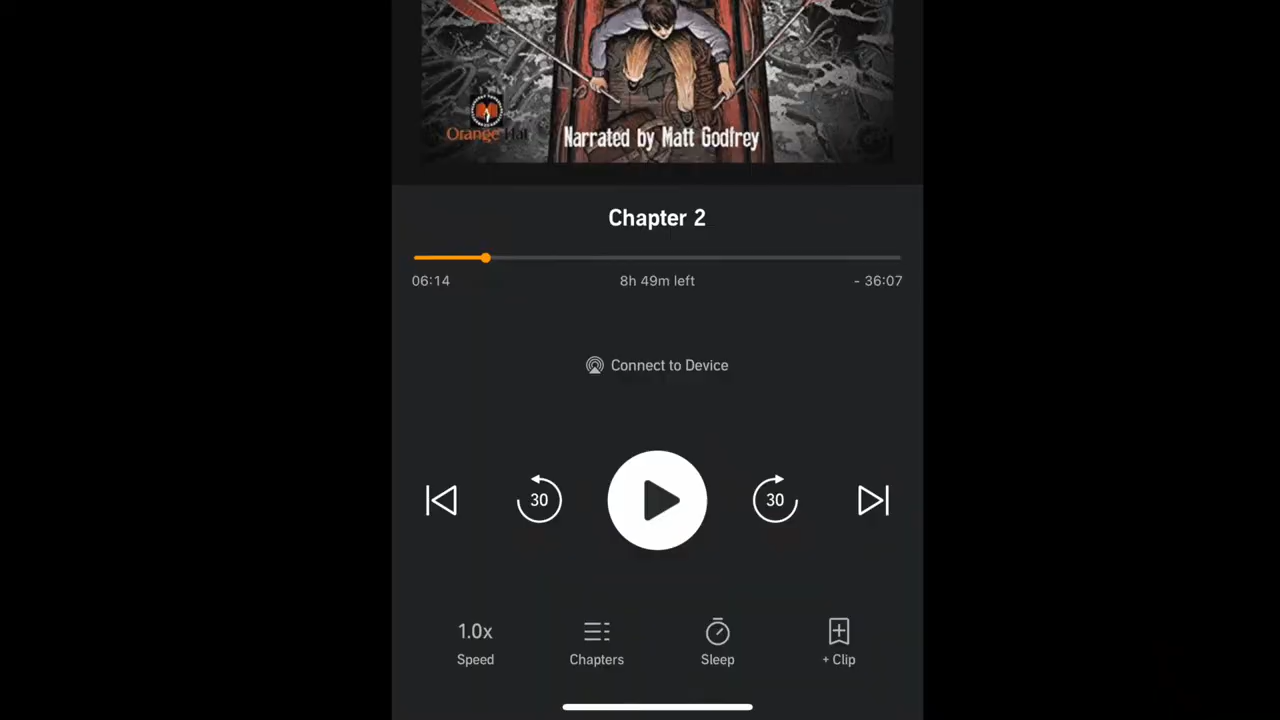 Orange Hat
Narrated by Matt Godfrey
Chapter 2
06:14
8h 49m left
- 36:07
Connect to Device
30
30
1.0x
Speed
Chapters
Sleep
+ Clip